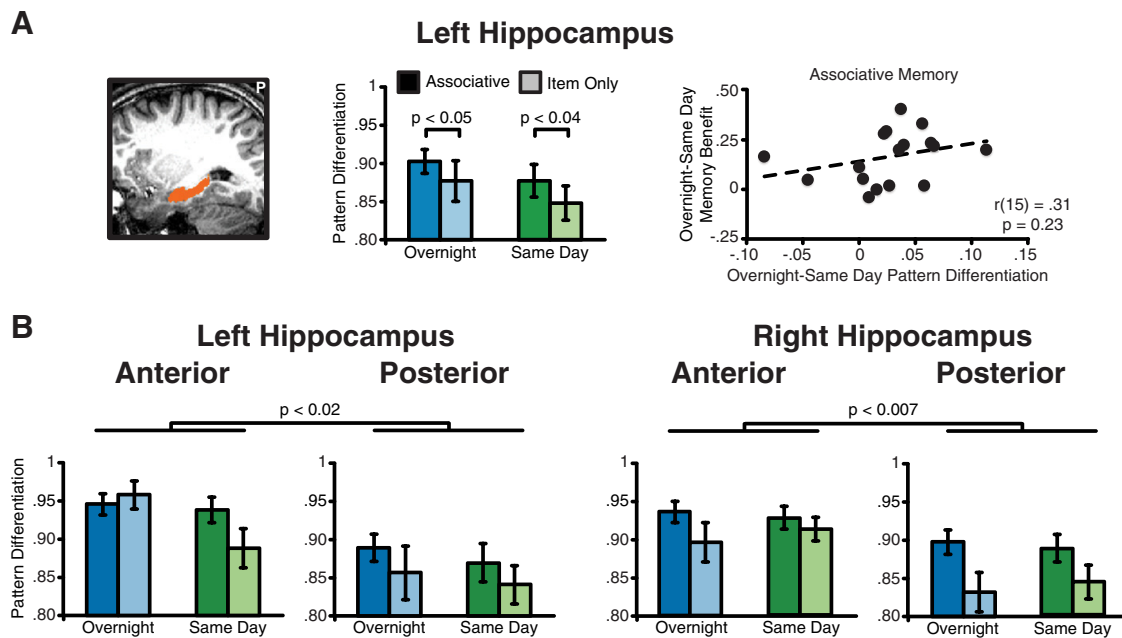 A
Left Hippocampus
P
Pattern Differentiation
1
.95
.90
.85
.80
Associative
Item Only
p < 0.05
p < 0.04
Overnight
Same Day
Associative Memory
Overnight-Same Day
Memory Benefit
.50
.25
0
-.25
r(15) = .31
p = 0.23
-.10
-.05
0
.05
.10
.15
Overnight-Same Day Pattern Differentiation
B
Left Hippocampus
Right Hippocampus
Anterior
Posterior
Anterior
Posterior
p < 0.02
p < 0.007
Pattern Differentiation
1
.95
.90
.85
.80
Overnight
Same Day
1
.95
.90
.85
.80
Overnight
Same Day
1
.95
.90
.85
.80
Overnight
Same Day
1
.95
.90
.85
.80
Overnight
Same Day